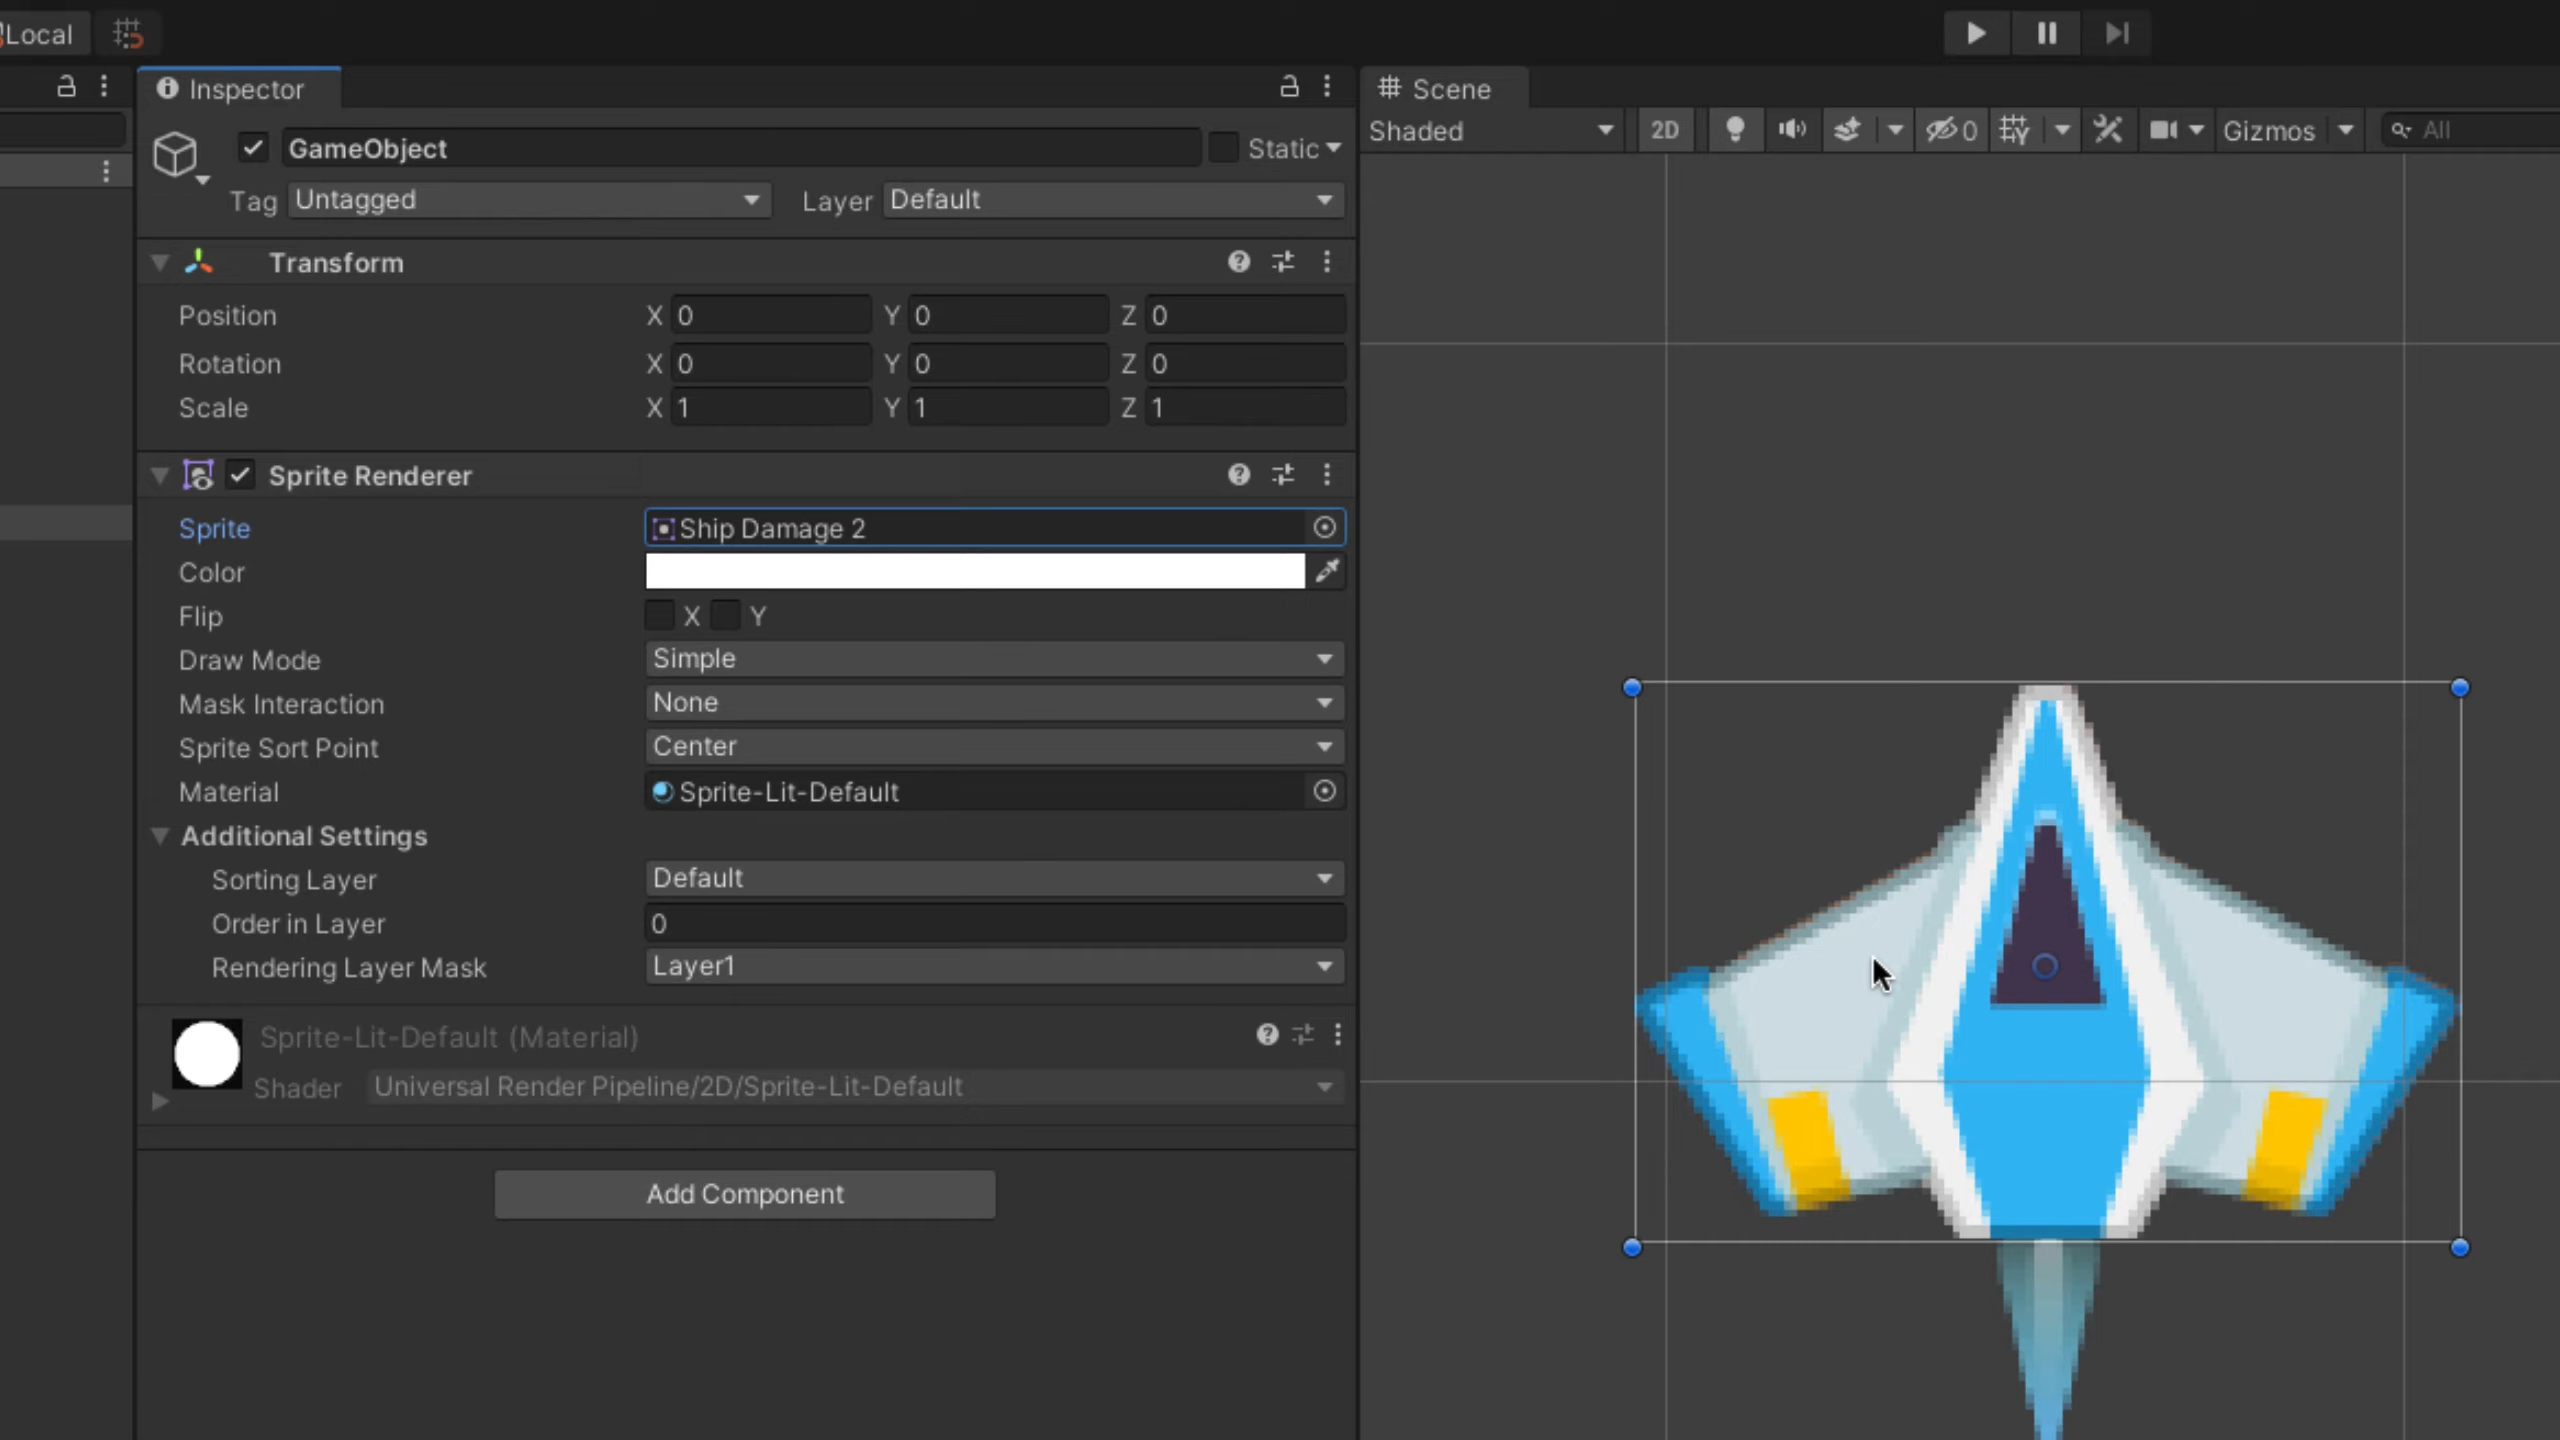 Local
Inspector
GameObject
Static
Tag Untagged Layer Default
Transform
Position X 0 Y 0 Z 0
Rotation X 0 Y 0 Z 0
Scale X 1 Y 1 Z 1
Sprite Renderer
Sprite Ship Damage 2
Color
Flip X Y
Draw Mode Simple
Mask Interaction None
Sprite Sort Point Center
Material Sprite-Lit-Default
Additional Settings
Sorting Layer Default
Order in Layer 0
Rendering Layer Mask Layer1
Sprite-Lit-Default (Material)
Shader Universal Render Pipeline/2D/Sprite-Lit-Default
Add Component
Scene
Shaded 2D 0 Gizmos All